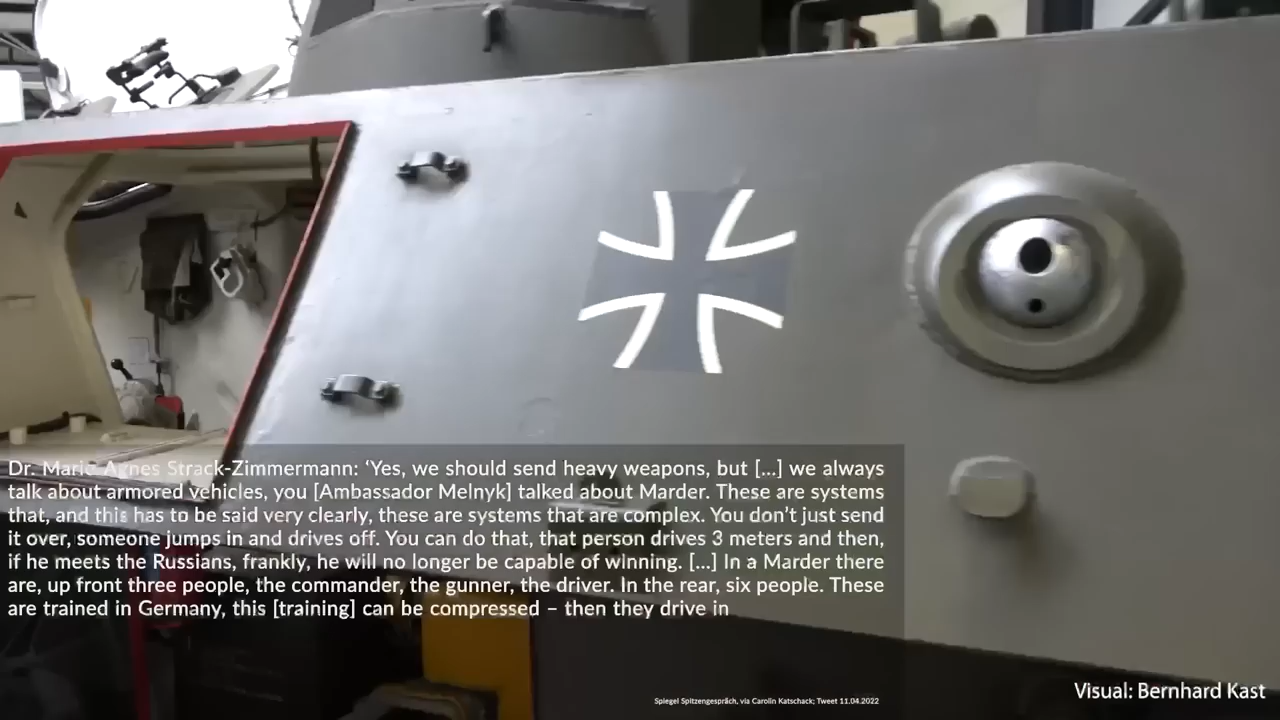 Dr. Marie Agnes Strack-Zimmermann: ‘Yes, we should send heavy weapons, but [...] we always
talk about armored vehicles, you [Ambassador Melnyk] talked about Marder. These are systems
that, and this has to be said very clearly, these are systems that are complex. You don’t just send
it over, someone jumps in and drives off. You can do that, that person drives 3 meters and then,
if he meets the Russians, frankly, he will no longer be capable of winning. [...] In a Marder there
are, up front three people, the commander, the gunner, the driver. In the rear, six people. These
are trained in Germany, this [training] can be compressed – then they drive in
Spiegel Spitzengespräch, via Carolin Katschack; Tweet 11.04.2022
Visual: Bernhard Kast